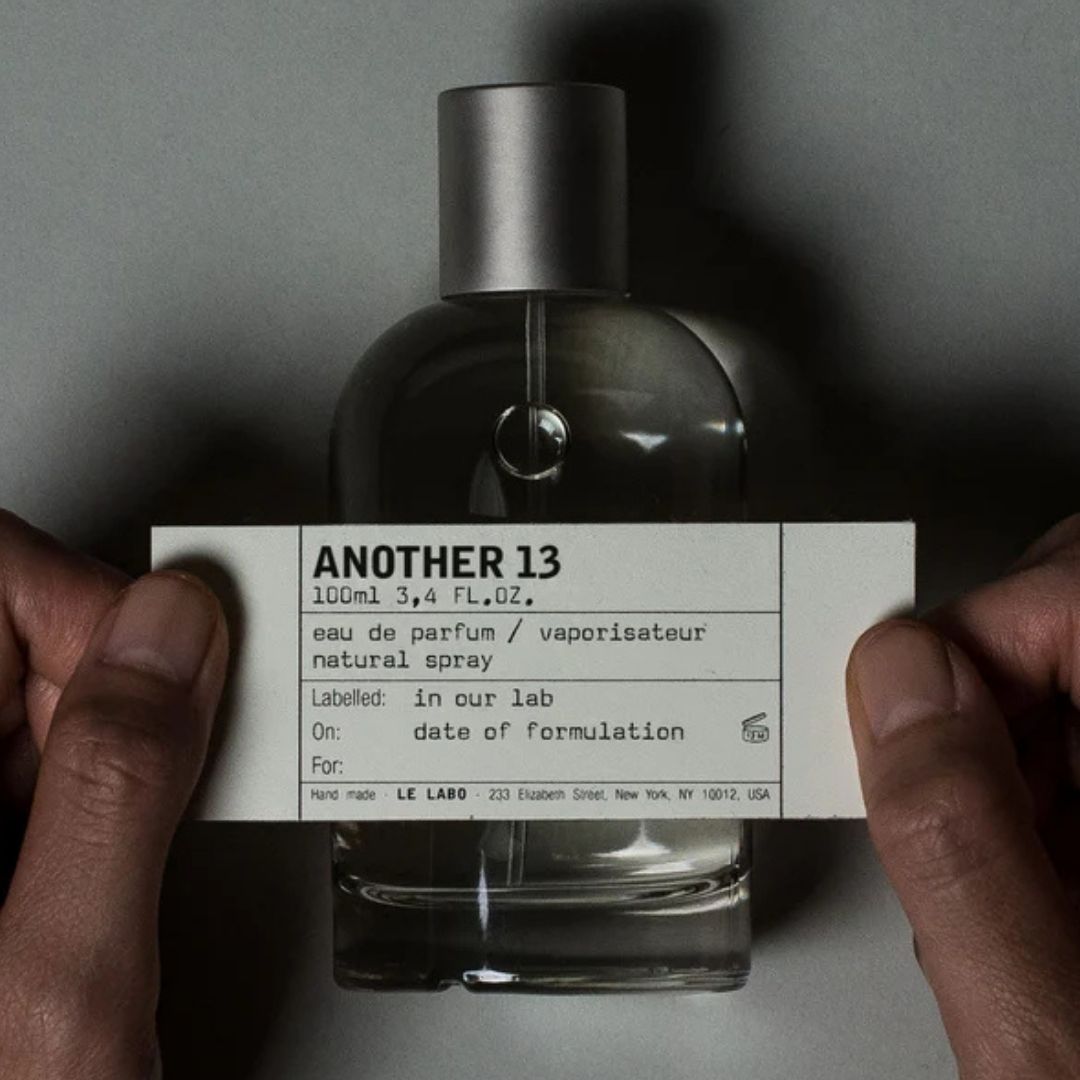 ANOTHER 13
100ml 3,4 FL.OZ.
eau de parfum / vaporisateur
natural spray
Labelled: in our lab
On: date of formulation
For:
Hand made · LE LABO · 233 Elizabeth Street, New York, NY 10012, USA